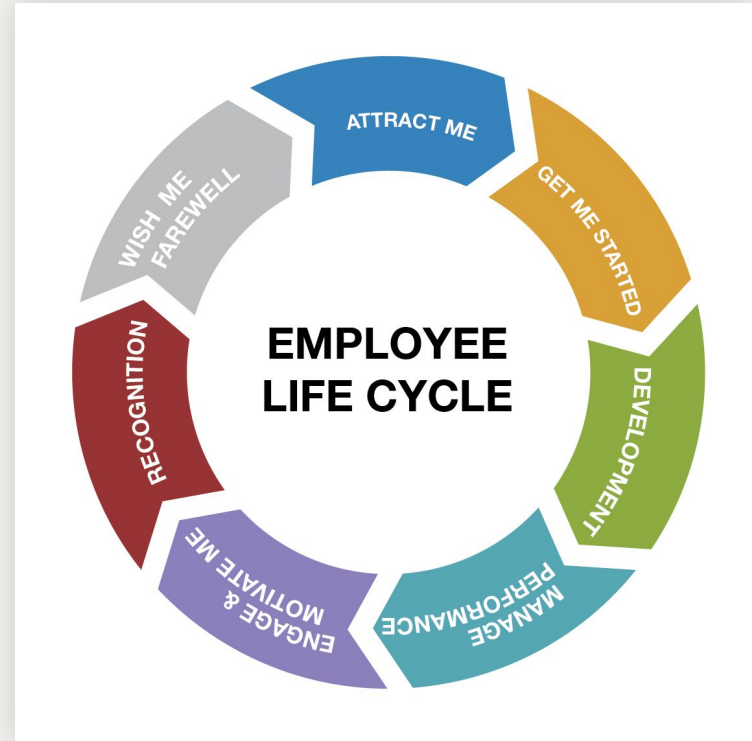 EMPLOYEE
LIFE CYCLE
ATTRACT ME
GET ME STARTED
DEVELOPMENT
MANAGE
PERFORMANCE
ENGAGE &
MOTIVATE ME
RECOGNITION
WISH ME
FAREWELL